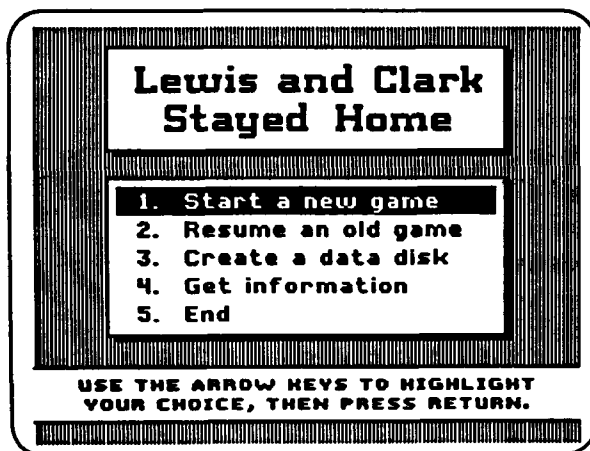 Lewis and Clark
Stayed Home
1. Start a new game
2. Resume an old game
3. Create a data disk
4. Get information
5. End
USE THE ARROW KEYS TO HIGHLIGHT
YOUR CHOICE, THEN PRESS RETURN.